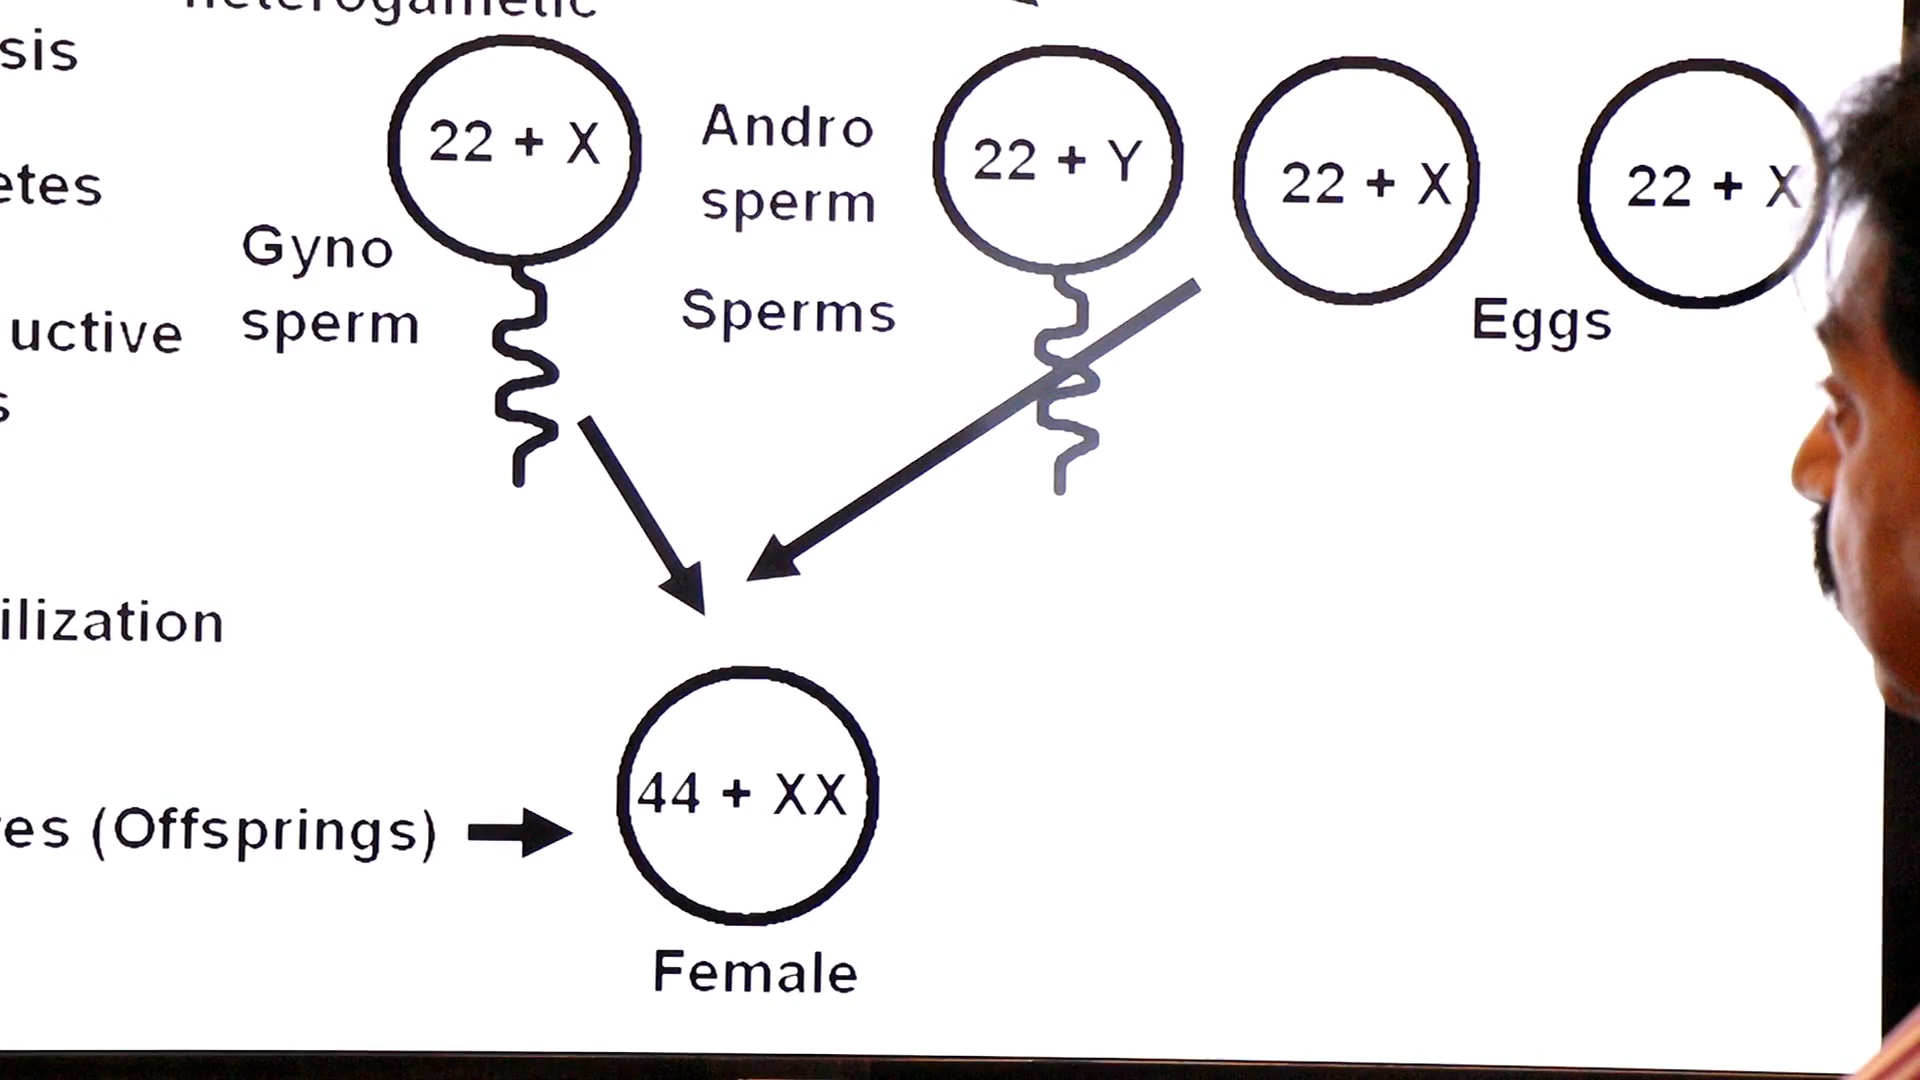 heterogametic
sis
22 + X
Andro
sperm
22 + Y
22 + X
22 + X
etes
Gyno
sperm
Sperms
Eggs
uctive
s
ilization
44 + XX
es (Offsprings)
Female